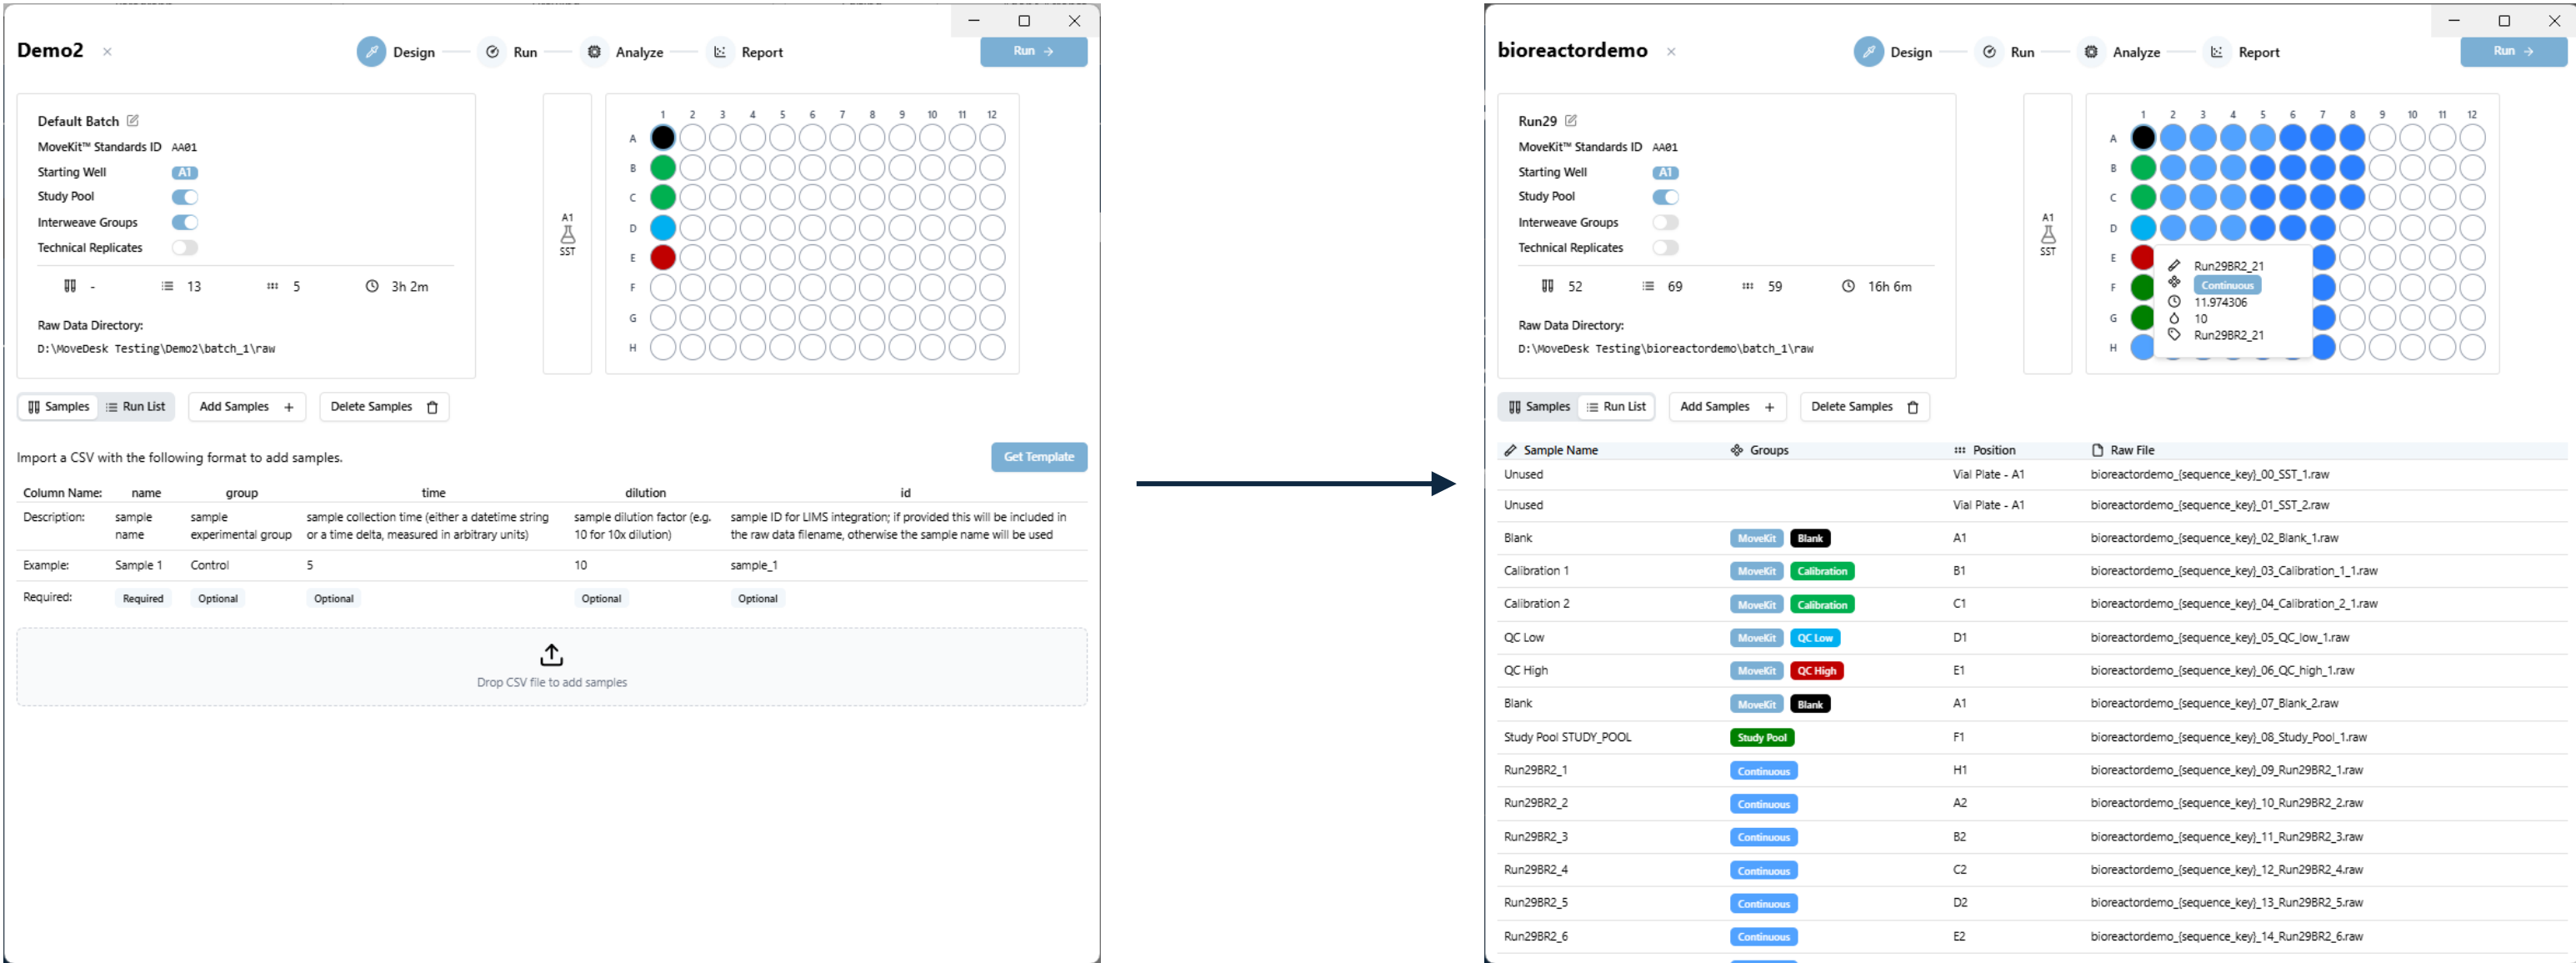 Demo2
Design
Run
Analyze
Report
Run
Default Batch
MoveKit™ Standards ID AA01
Starting Well A1
Study Pool
Interweave Groups
Technical Replicates
- 13 5 3h 2m
Raw Data Directory:
D:\MoveDesk Testing\Demo2\batch_1\raw
A1
SST
1 2 3 4 5 6 7 8 9 10 11 12
A
B
C
D
E
F
G
H
Samples Run List Add Samples + Delete Samples
Import a CSV with the following format to add samples.
Get Template
Column Name: name group time dilution id
Description: sample name sample experimental group sample collection time (either a datetime string or a time delta, measured in arbitrary units) sample dilution factor (e.g. 10 for 10x dilution) sample ID for LIMS integration; if provided this will be included in the raw data filename, otherwise the sample name will be used
Example: Sample 1 Control 5 10 sample_1
Required: Required Optional Optional Optional Optional
Drop CSV file to add samples
bioreactordemo
Design
Run
Analyze
Report
Run
Run29
MoveKit™ Standards ID AA01
Starting Well A1
Study Pool
Interweave Groups
Technical Replicates
52 69 59 16h 6m
Raw Data Directory:
D:\MoveDesk Testing\bioreactordemo\batch_1\raw
A1
SST
1 2 3 4 5 6 7 8 9 10 11 12
A
B
C
D
E
F
G
H
Run29BR2_21
Continuous
11.974306
10
Run29BR2_21
Samples Run List Add Samples + Delete Samples
Sample Name Groups Position Raw File
Unused Vial Plate - A1 bioreactordemo_{sequence_key}_00_SST_1.raw
Unused Vial Plate - A1 bioreactordemo_{sequence_key}_01_SST_2.raw
Blank MoveKit Blank A1 bioreactordemo_{sequence_key}_02_Blank_1.raw
Calibration 1 MoveKit Calibration B1 bioreactordemo_{sequence_key}_03_Calibration_1_1.raw
Calibration 2 MoveKit Calibration C1 bioreactordemo_{sequence_key}_04_Calibration_2_1.raw
QC Low MoveKit QC Low D1 bioreactordemo_{sequence_key}_05_QC_low_1.raw
QC High MoveKit QC High E1 bioreactordemo_{sequence_key}_06_QC_high_1.raw
Blank MoveKit Blank A1 bioreactordemo_{sequence_key}_07_Blank_2.raw
Study Pool STUDY_POOL Study Pool F1 bioreactordemo_{sequence_key}_08_Study_Pool_1.raw
Run29BR2_1 Continuous H1 bioreactordemo_{sequence_key}_09_Run29BR2_1.raw
Run29BR2_2 Continuous A2 bioreactordemo_{sequence_key}_10_Run29BR2_2.raw
Run29BR2_3 Continuous B2 bioreactordemo_{sequence_key}_11_Run29BR2_3.raw
Run29BR2_4 Continuous C2 bioreactordemo_{sequence_key}_12_Run29BR2_4.raw
Run29BR2_5 Continuous D2 bioreactordemo_{sequence_key}_13_Run29BR2_5.raw
Run29BR2_6 Continuous E2 bioreactordemo_{sequence_key}_14_Run29BR2_6.raw